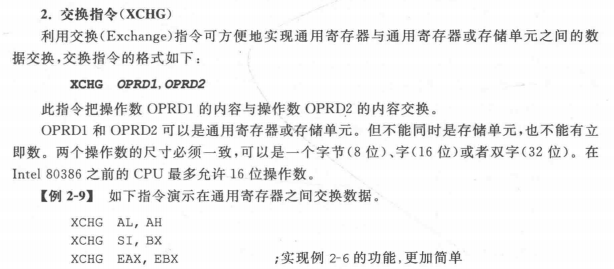 2. 交换指令(XCHG)
利用交换(Exchange)指令可方便地实现通用寄存器与通用寄存器或存储单元之间的数
据交换,交换指令的格式如下:
XCHG OPRD1,OPRD2
此指令把操作数 OPRD1 的内容与操作数 OPRD2 的内容交换。
OPRD1 和 OPRD2 可以是通用寄存器或存储单元。但不能同时是存储单元,也不能有立
即数。两个操作数的尺寸必须一致,可以是一个字节(8 位)、字(16 位)或者双字(32 位)。在
Intel 80386 之前的 CPU 最多允许 16 位操作数。
【例 2-9】 如下指令演示在通用寄存器之间交换数据。
XCHG AL, AH
XCHG SI, BX
XCHG EAX, EBX ;实现例 2-6 的功能,更加简单